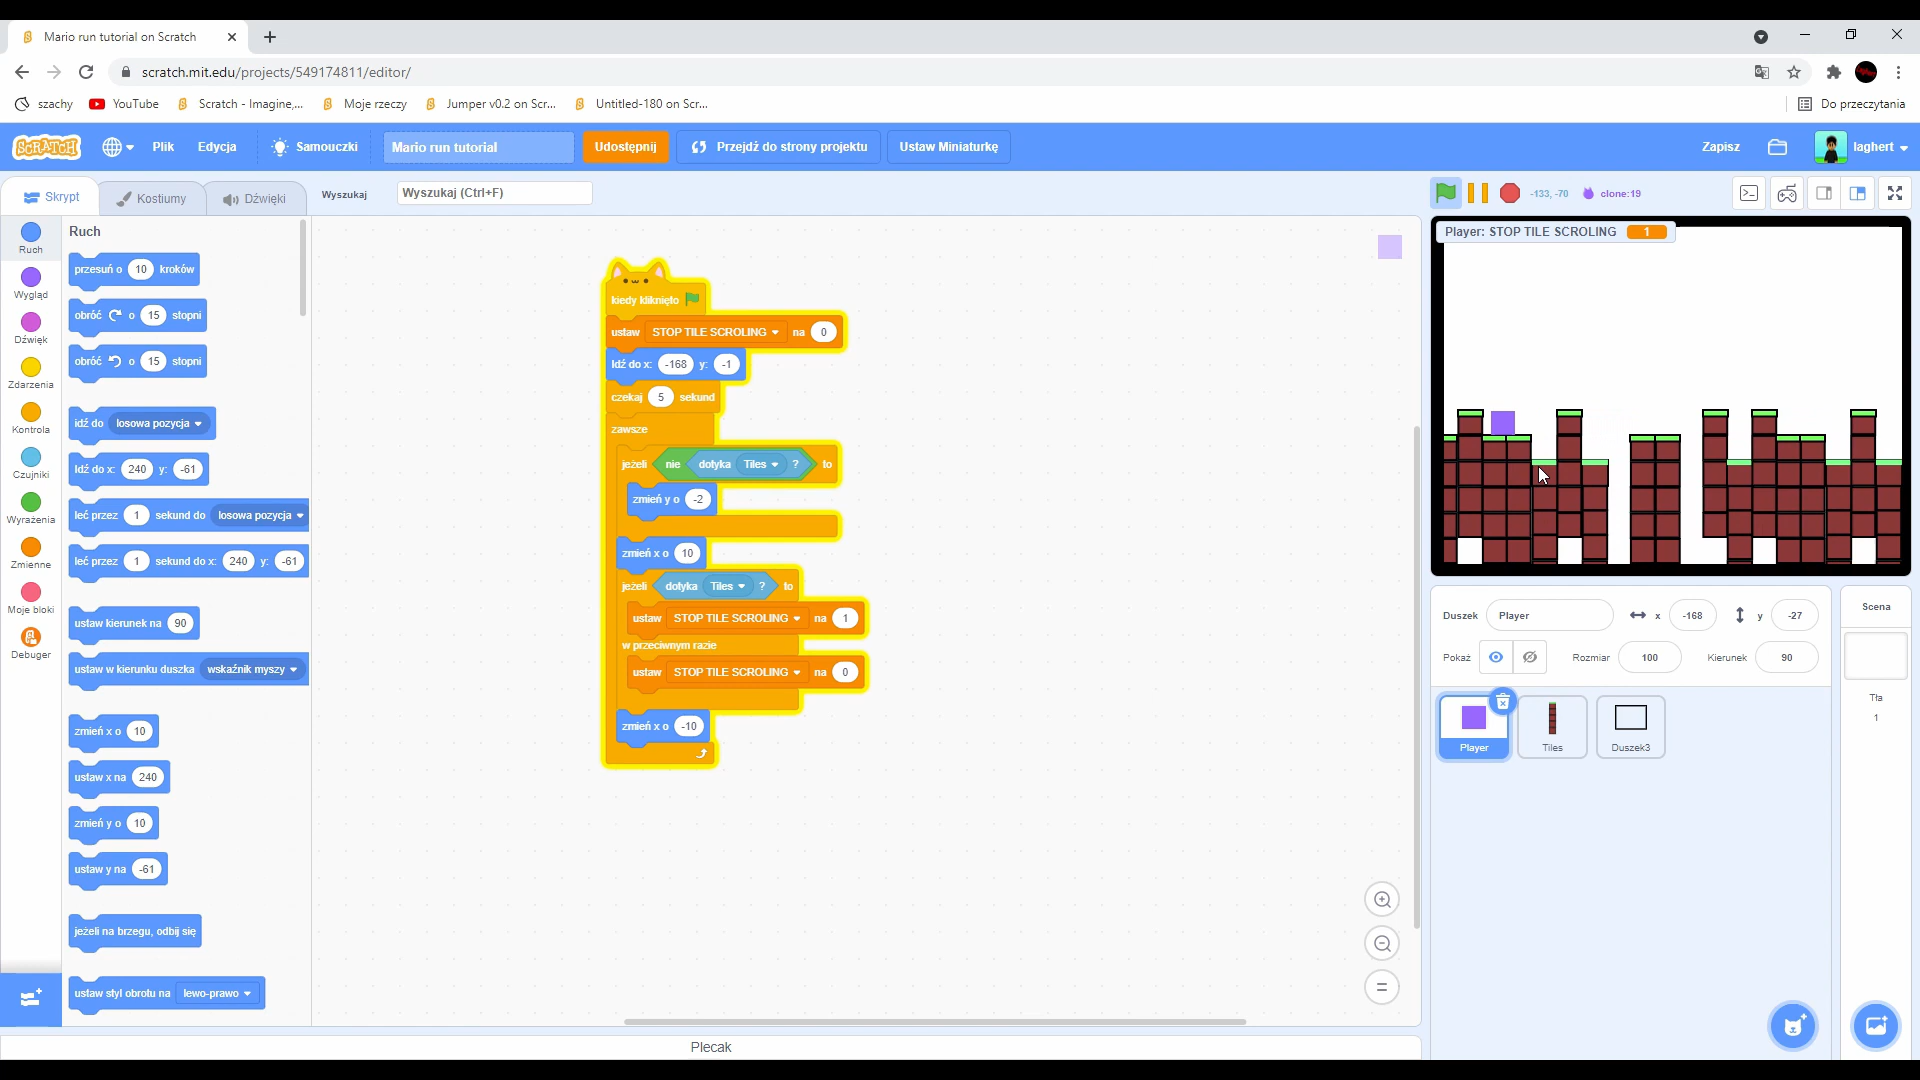 Mario run tutorial on Scratch
scratch.mit.edu/projects/549174811/editor/
szachy YouTube Scratch - Imagine,... Moje rzeczy Jumper v0.2 on Scr... Untitled-180 on Scr... Do przeczytania
SCRATCH Plik Edycja Samouczki Mario run tutorial Udostępnij Przejdź do strony projektu Ustaw Miniaturkę Zapisz laghert
Skrypt Kostiumy Dźwięki Wyszukaj Wyszukaj (Ctrl+F) -133, -70 clone:19
Ruch
Wygląd
Dźwięk
Zdarzenia
Kontrola
Czujniki
Wyrażenia
Zmienne
Moje bloki
Debuger
Ruch
przesuń o 10 kroków
obróć o 15 stopni
obróć o 15 stopni
idź do losowa pozycja
Idź do x: 240 y: -61
leć przez 1 sekund do losowa pozycja
leć przez 1 sekund do x: 240 y: -61
ustaw kierunek na 90
ustaw w kierunku duszka wskaźnik myszy
zmień x o 10
ustaw x na 240
zmień y o 10
ustaw y na -61
jeżeli na brzegu, odbij się
ustaw styl obrotu na lewo-prawo
kiedy kliknięto
ustaw STOP TILE SCROLING na 0
Idź do x: -168 y: -1
czekaj 5 sekund
zawsze
jeżeli nie dotyka Tiles ? to
zmień y o -2
zmień x o 10
jeżeli dotyka Tiles ? to
ustaw STOP TILE SCROLING na 1
w przeciwnym razie
ustaw STOP TILE SCROLING na 0
zmień x o -10
Player: STOP TILE SCROLING 1
Duszek Player x -168 y -27
Pokaż Rozmiar 100 Kierunek 90
Player Tiles Duszek3
Scena
Tła
1
Plecak